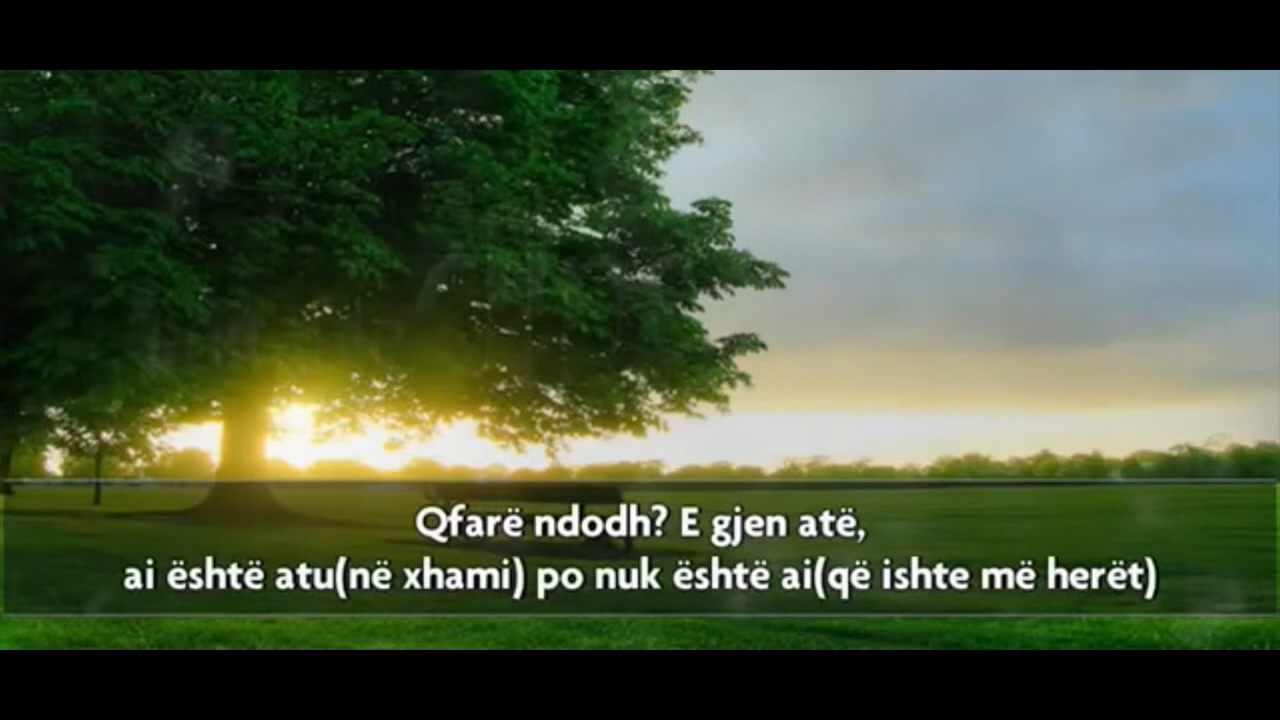 Qfarë ndodh? E gjen atë,
ai është atu(në xhami) po nuk është ai(që ishte më herët)